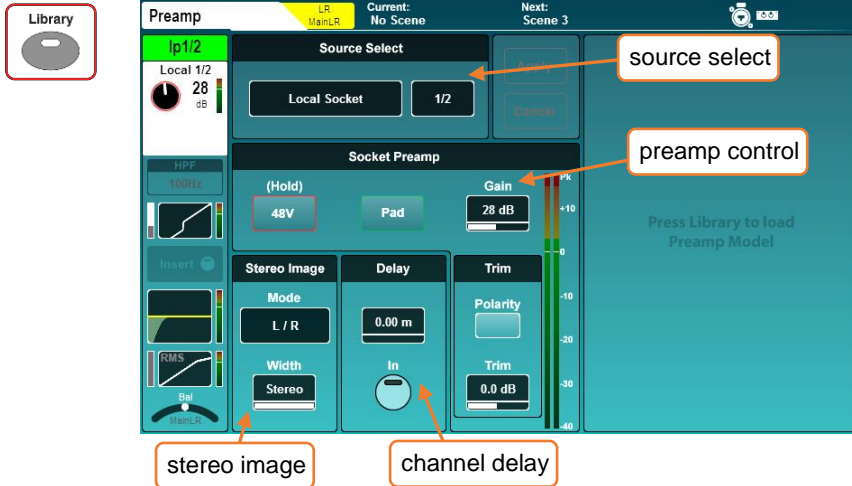 Library
Preamp
LR
MainLR
Current:
No Scene
Next:
Scene 3
Ip1/2
Local 1/2
28
dB
HPF
100Hz
Insert
RMS
Bal
MainLR
Source Select
Local Socket
1/2
Apply
Cancel
source select
Socket Preamp
(Hold)
48V
Pad
Gain
28 dB
preamp control
Pk
+10
0
-10
-20
-30
-40
Press Library to load
Preamp Model
Stereo Image
Mode
L / R
Width
Stereo
Delay
0.00 m
In
Trim
Polarity
Trim
0.0 dB
stereo image
channel delay